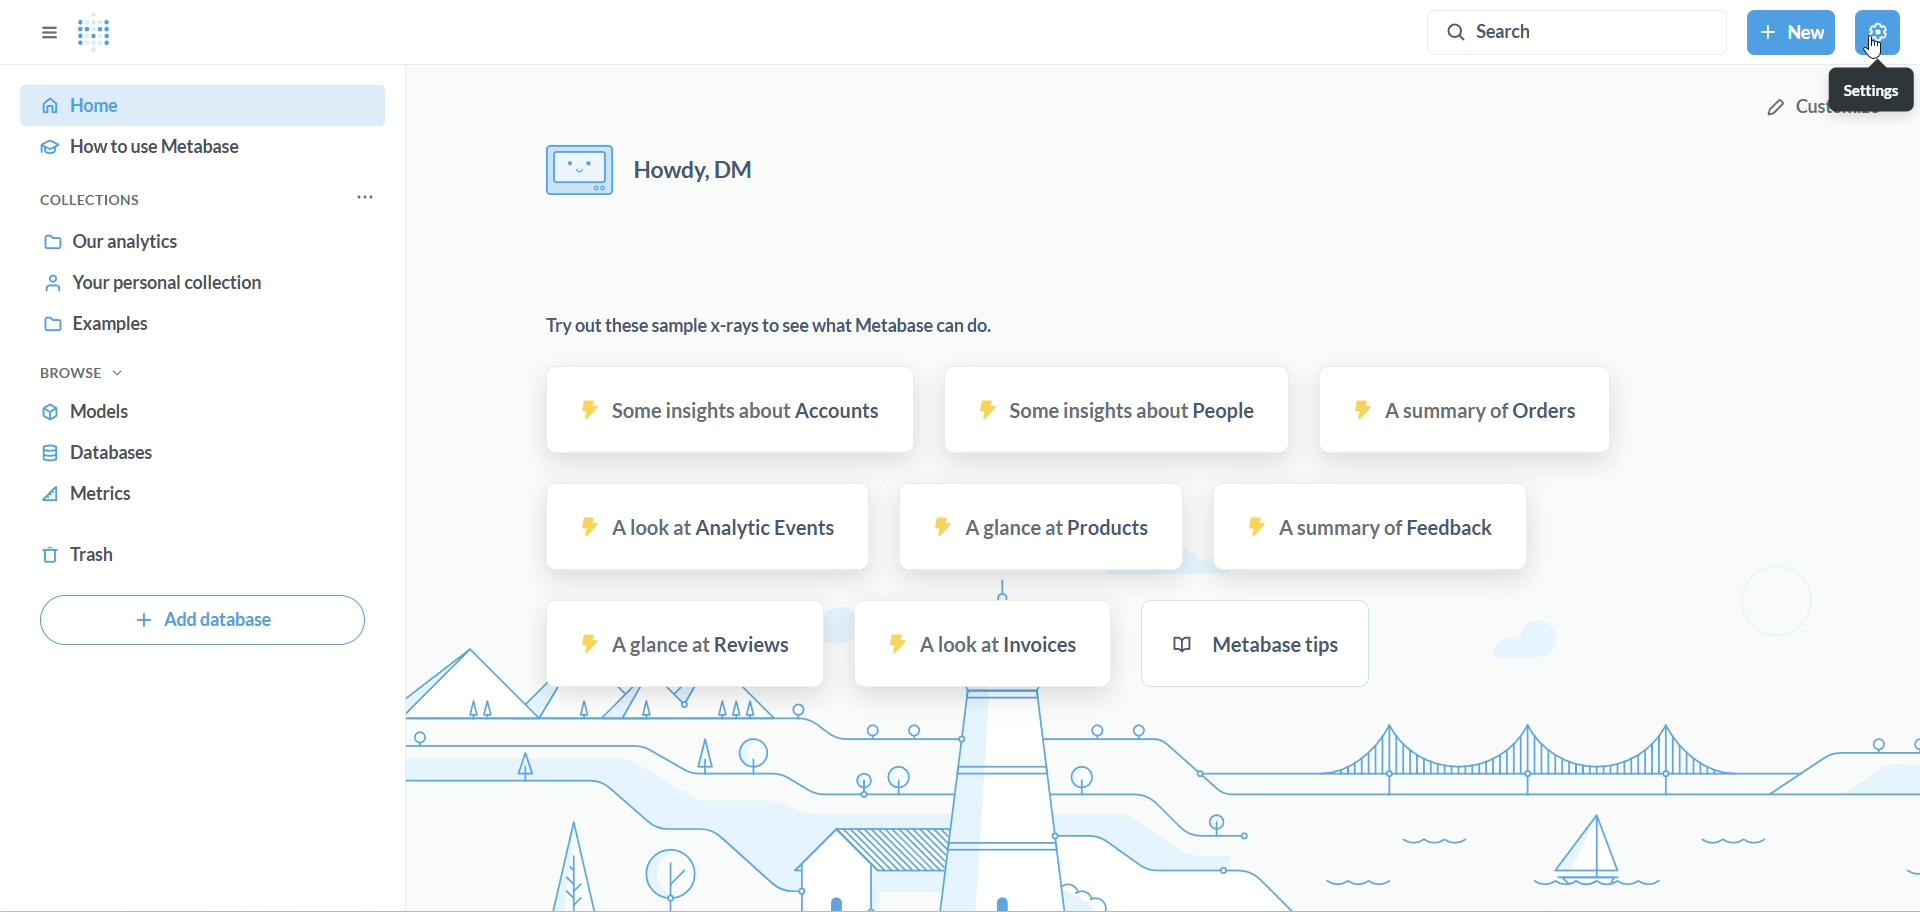 Search
+ New
Settings
Home
How to use Metabase
COLLECTIONS
Our analytics
Your personal collection
Examples
BROWSE
Models
Databases
Metrics
Trash
+ Add database
Howdy, DM
Try out these sample x-rays to see what Metabase can do.
Some insights about Accounts
Some insights about People
A summary of Orders
A look at Analytic Events
A glance at Products
A summary of Feedback
A glance at Reviews
A look at Invoices
Metabase tips